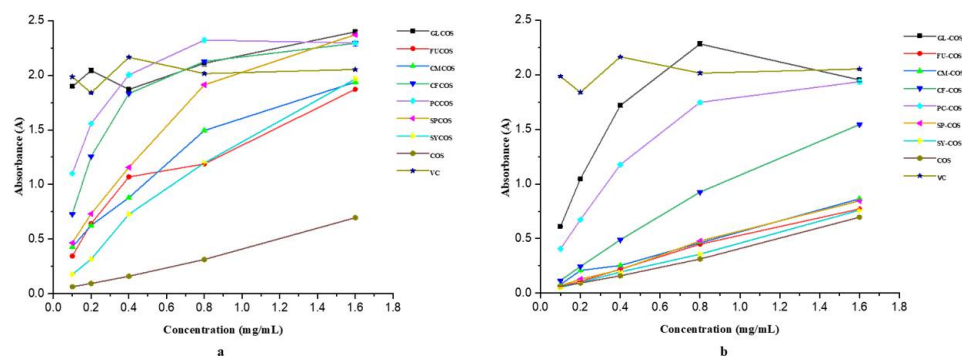 2.5
2.0
1.5
1.0
0.5
0.0
0.0 0.2 0.4 0.6 0.8 1.0 1.2 1.4 1.6 1.8
Absorbance (A)
Concentration (mg/mL)
GLCOS
FUCOS
CMCOS
CFCOS
PCCOS
SPCOS
SYCOS
COS
VC
a
2.5
2.0
1.5
1.0
0.5
0.0
0.0 0.2 0.4 0.6 0.8 1.0 1.2 1.4 1.6 1.8
Absorbance (A)
Concentration (mg/mL)
GL-COS
FU-COS
CM-COS
CF-COS
PC-COS
SP-COS
SY-COS
COS
VC
b